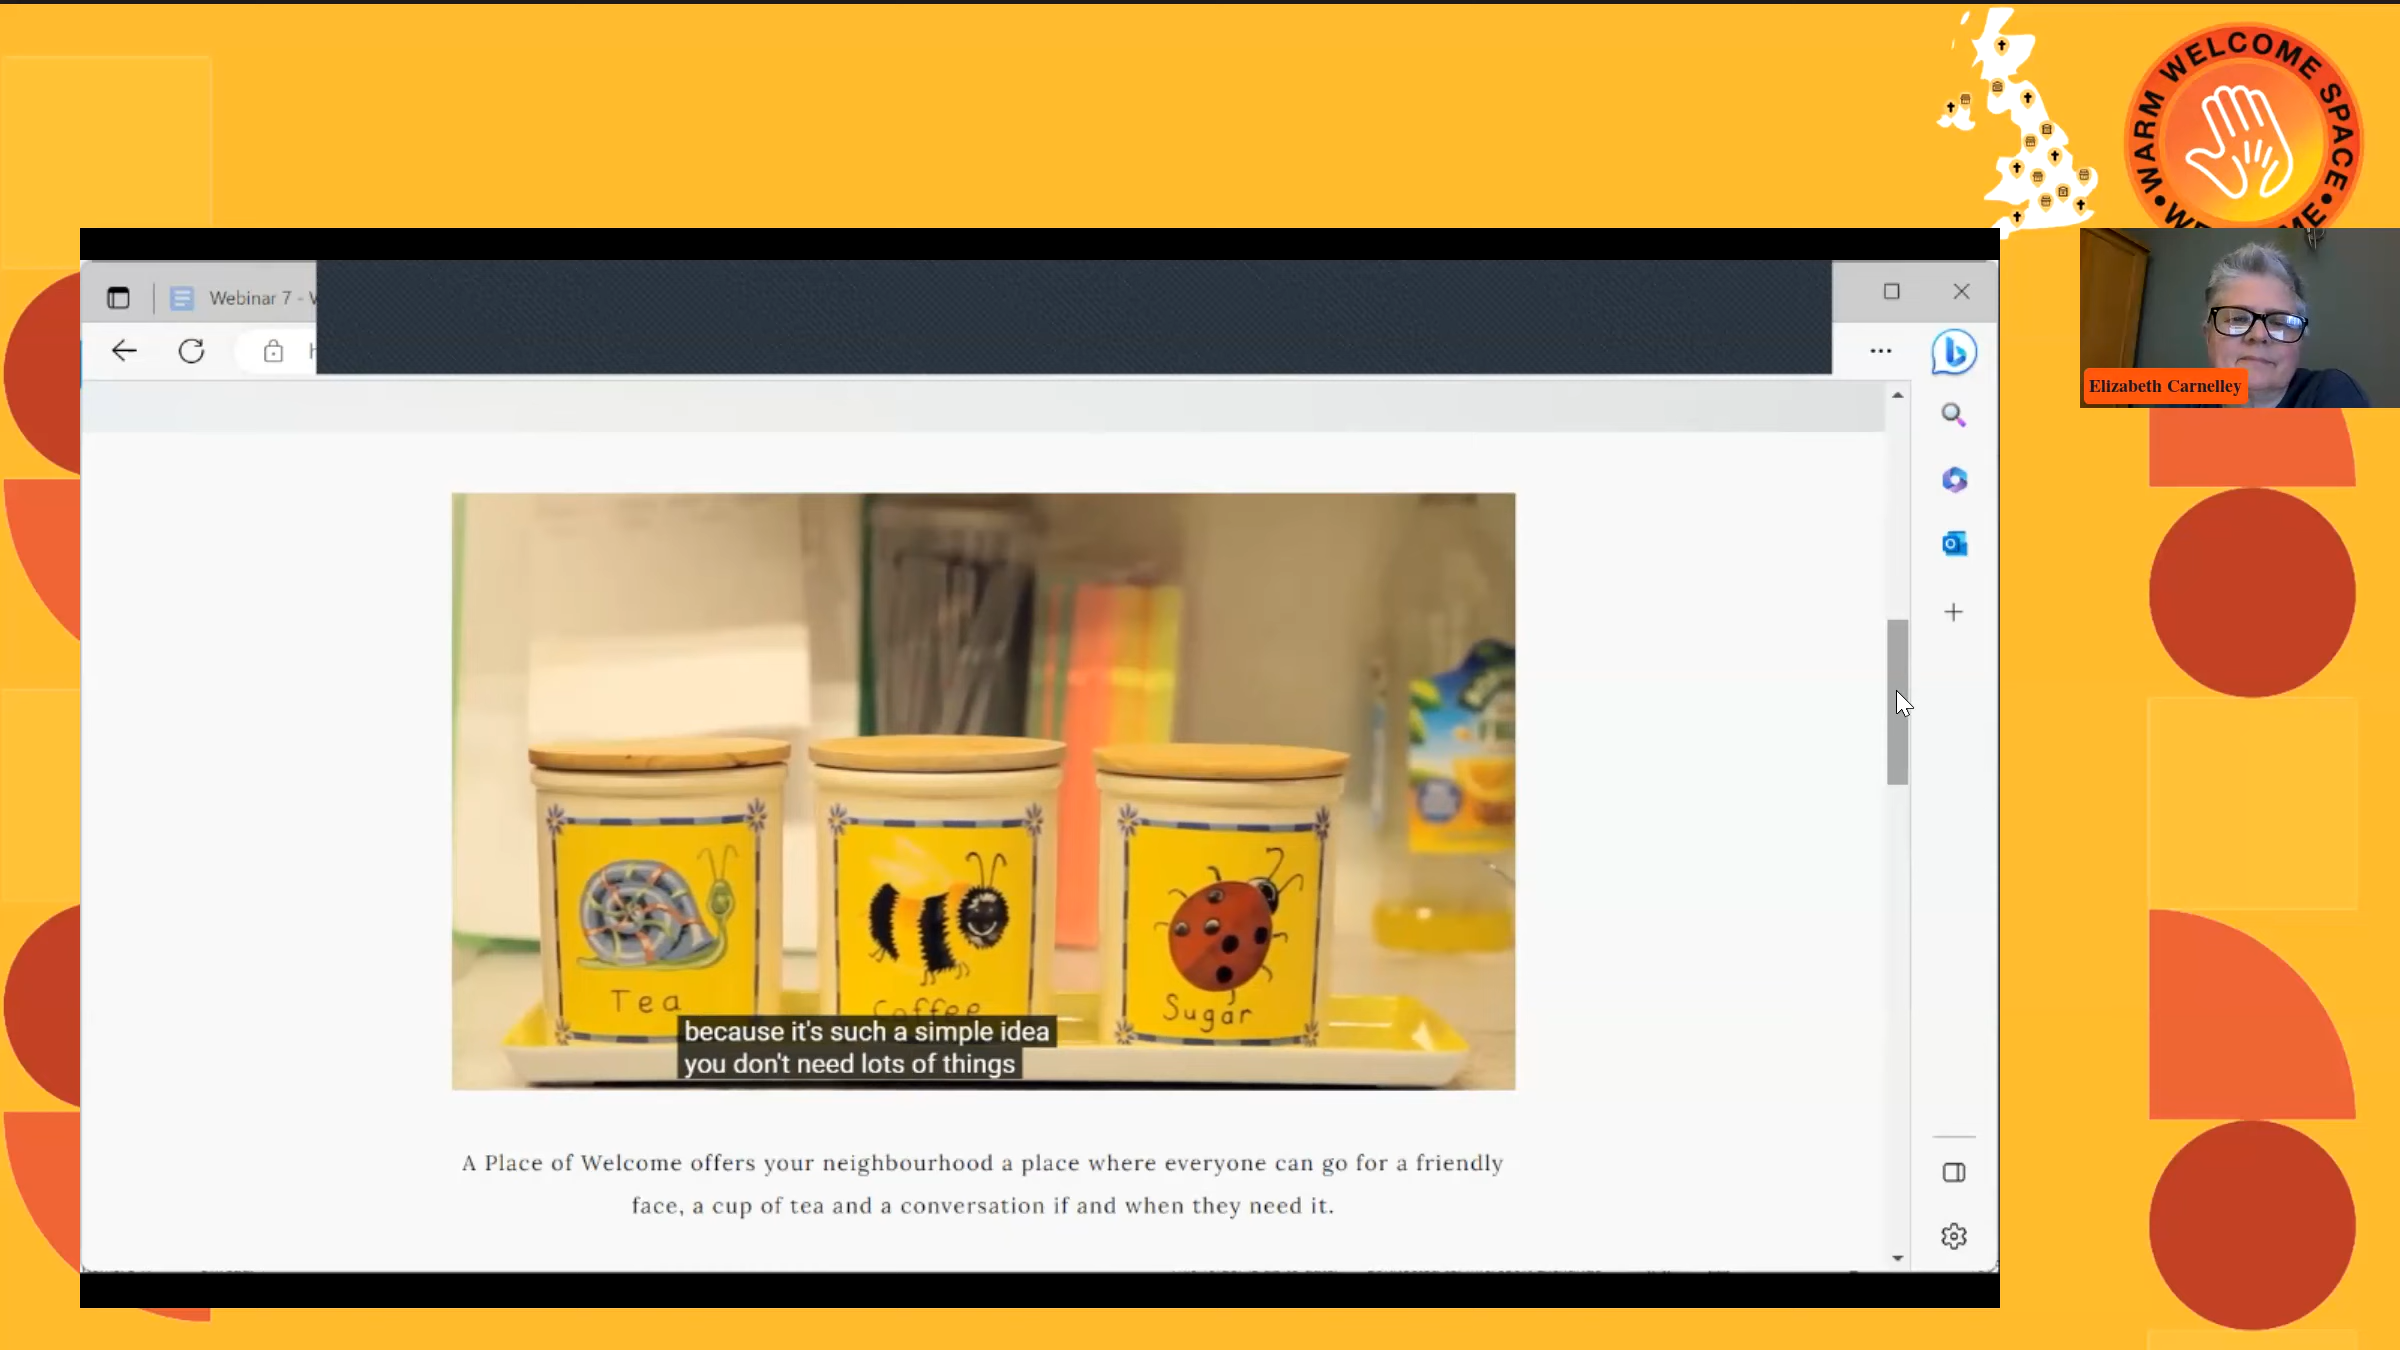 WARM WELCOME SPACE
Webinar 7 -
Elizabeth Carnelley
Tea
Coffee
Sugar
because it's such a simple idea
you don't need lots of things
A Place of Welcome offers your neighbourhood a place where everyone can go for a friendly
face, a cup of tea and a conversation if and when they need it.